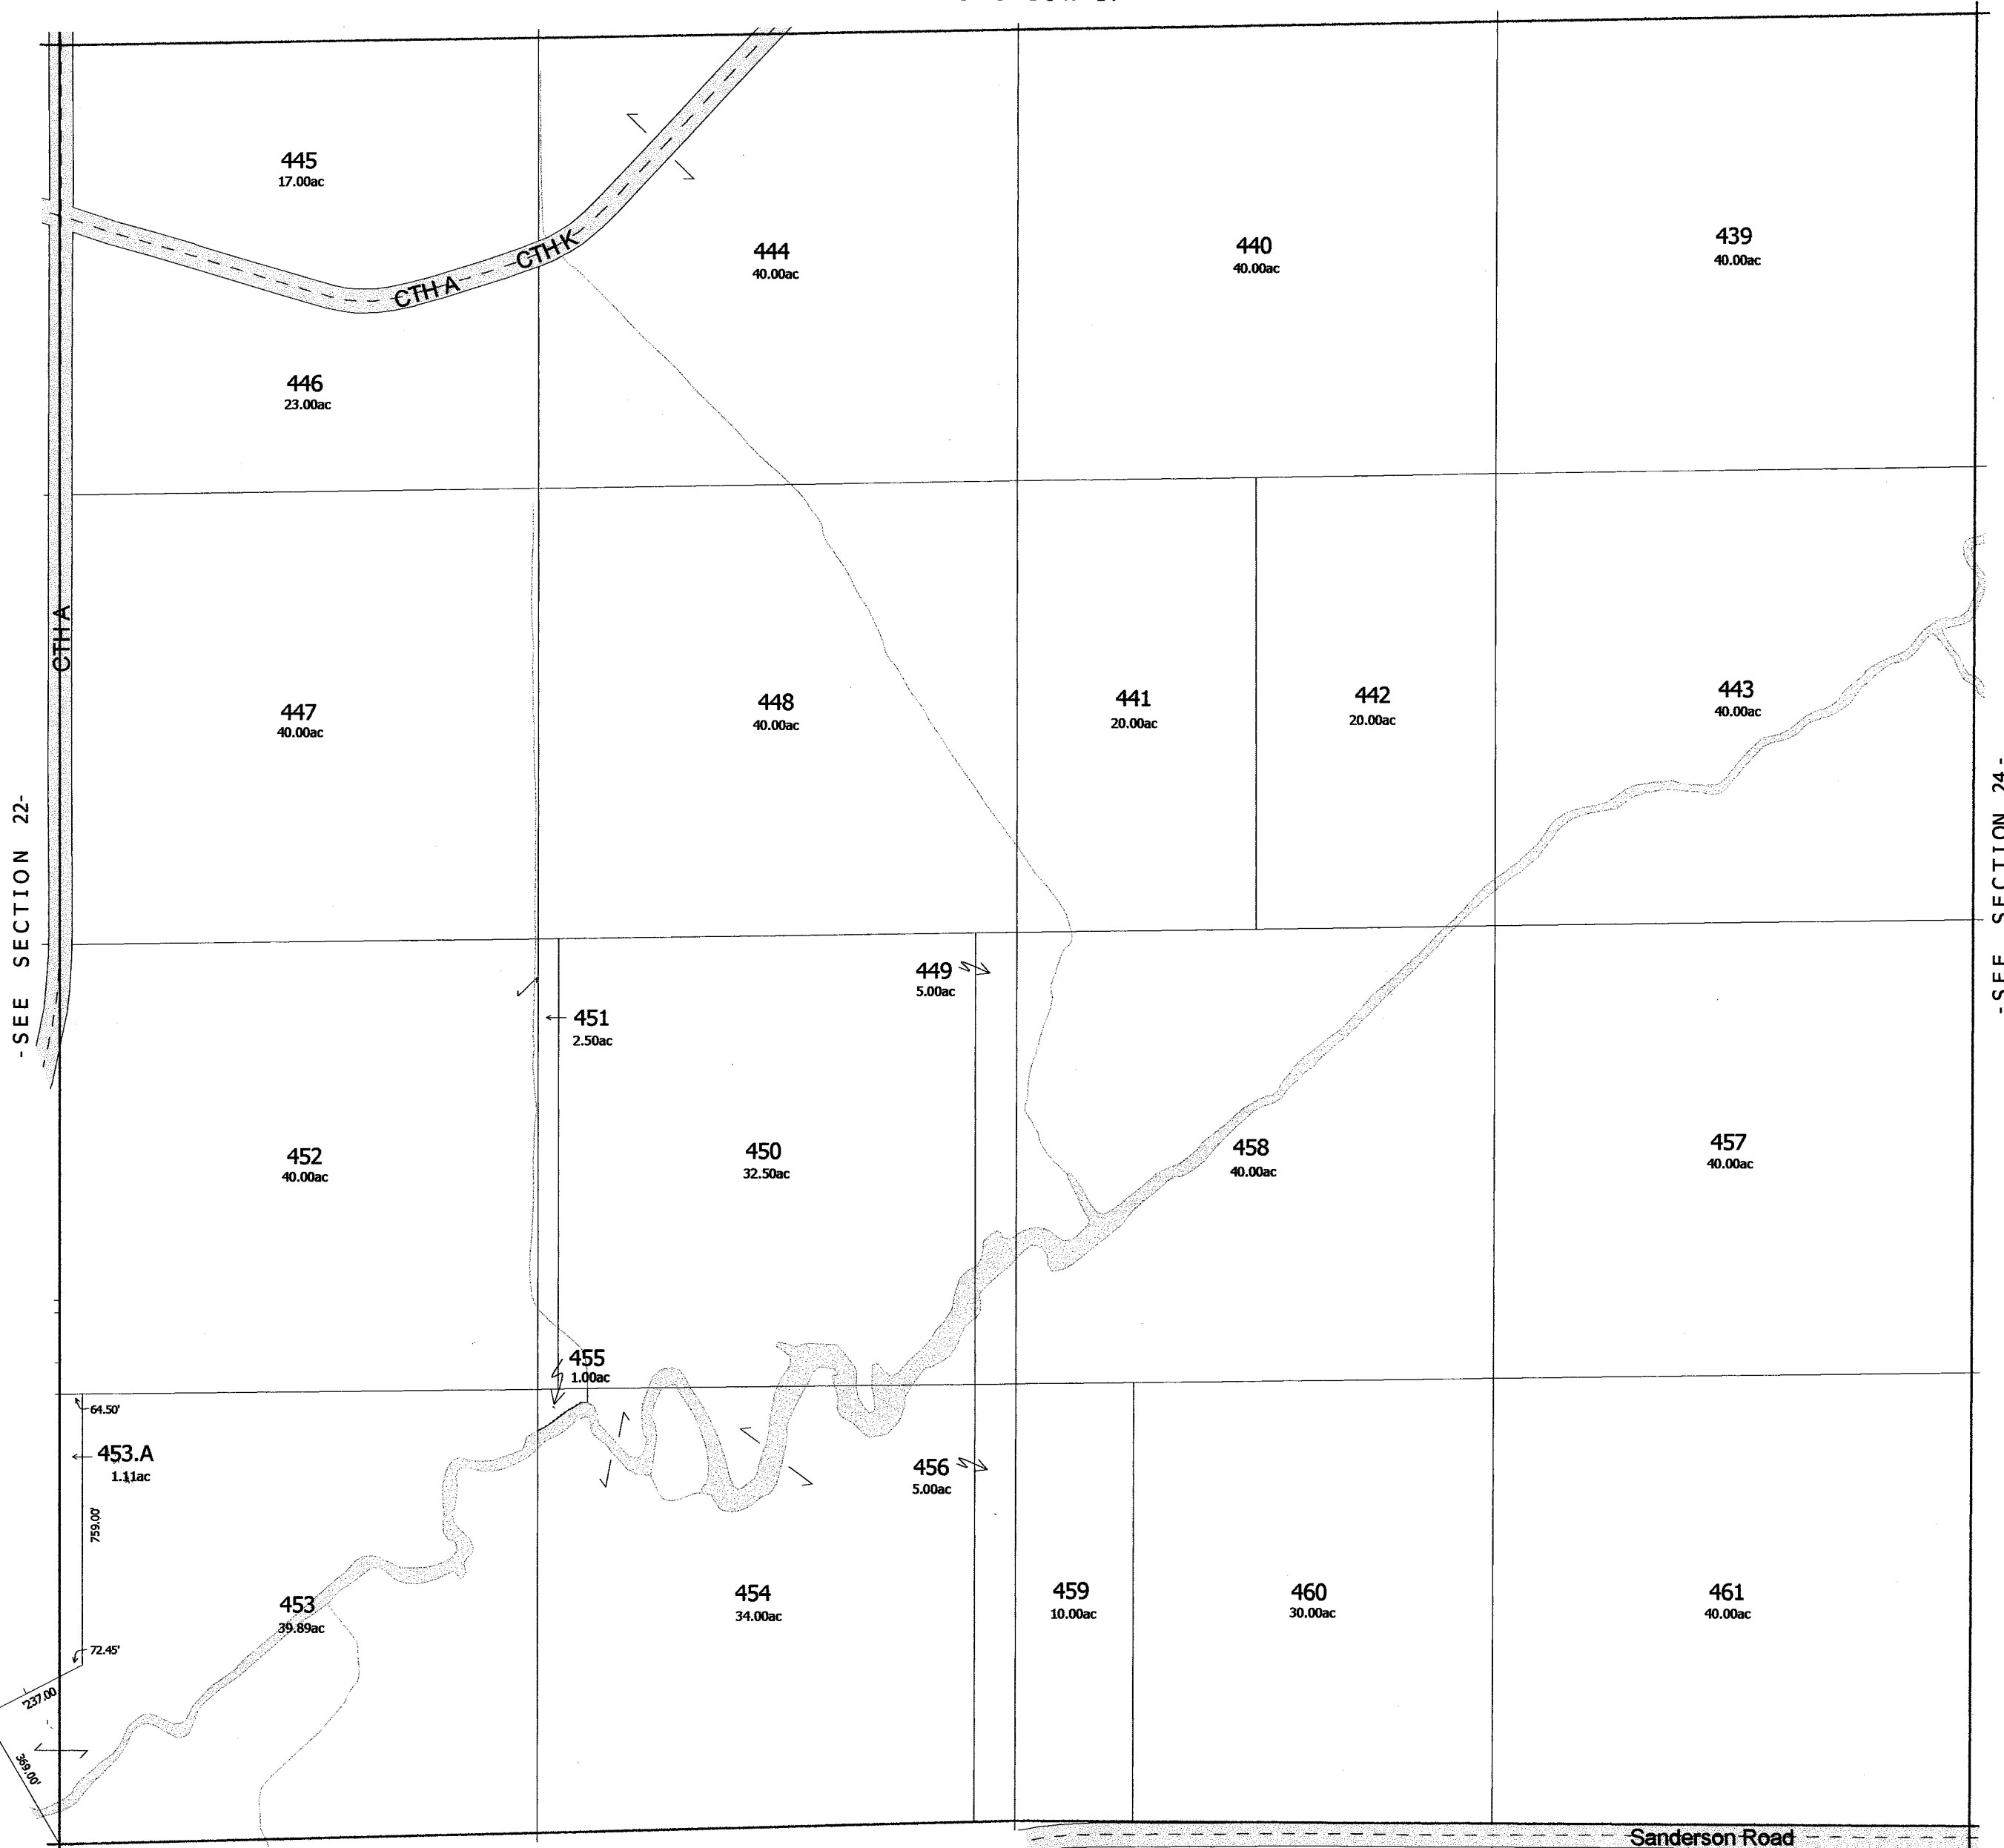 445
17.00ac
CTH K
CTH A
444
40.00ac
440
40.00ac
439
40.00ac
446
23.00ac
CTH A
447
40.00ac
448
40.00ac
441
20.00ac
442
20.00ac
443
40.00ac
-SEE SECTION 22-
-SEE SECTION 24-
449
5.00ac
451
2.50ac
452
40.00ac
450
32.50ac
458
40.00ac
457
40.00ac
455
1.00ac
64.50'
453.A
1.11ac
759.00'
456
5.00ac
453
39.89ac
454
34.00ac
459
10.00ac
460
30.00ac
461
40.00ac
72.45'
'237.00
369.00'
Sanderson Road